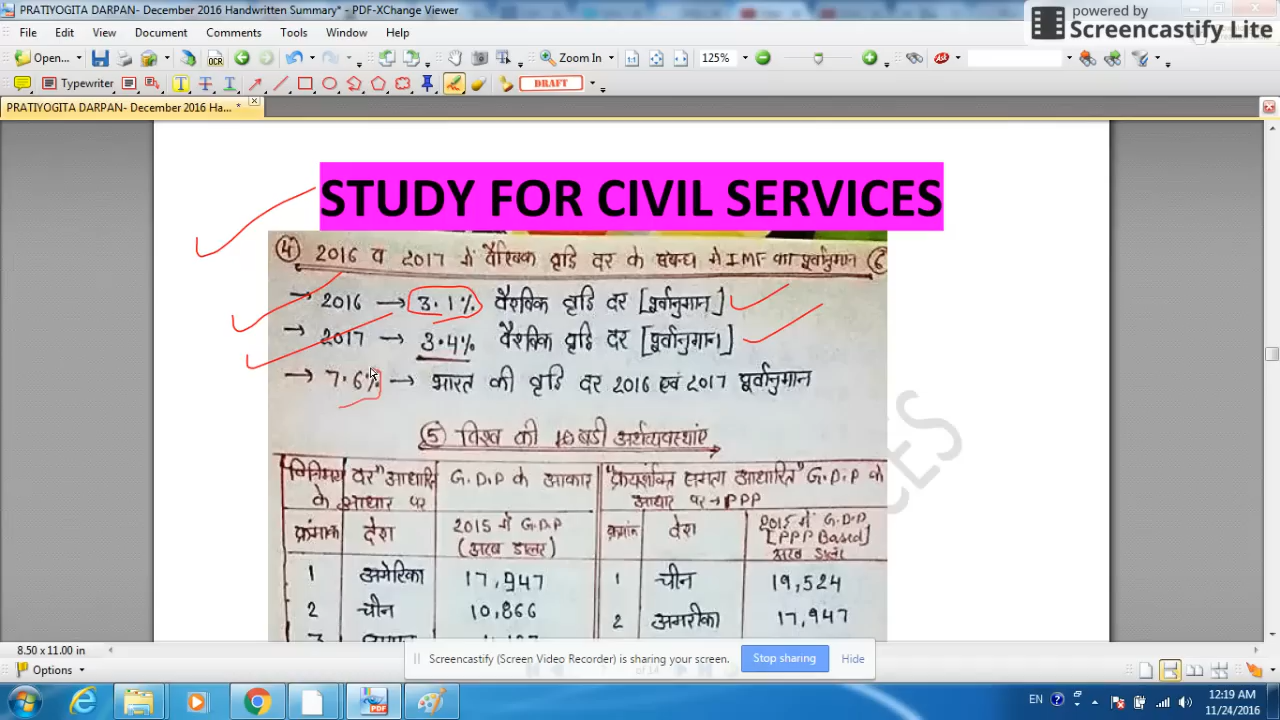 PRATIYOGITA DARPAN- December 2016 Handwritten Summary* - PDF-XChange Viewer
powered by
Screencastify Lite
File Edit View Document Comments Tools Window Help
Open... OCR Zoom In 125%
Typewriter DRAFT
PRATIYOGITA DARPAN- December 2016 Ha... *
STUDY FOR CIVIL SERVICES
④ 2016 व 2017 में वैश्विक वृद्धि दर के संबन्ध में IMF का पूर्वानुमान
→ 2016 → 3.1% वैश्विक वृद्धि दर [पूर्वानुमान]
→ 2017 → 3.4% वैश्विक वृद्धि दर [पूर्वानुमान]
→ 7.6% → भारत की वृद्धि दर 2016 एवं 2017 पूर्वानुमान
⑤ विश्व की 10 बडी अर्थव्यवस्थाएं
विनिमय दर" आधारित G.D.P के आकार "क्रयशक्ति समता आधारित" G.D.P के
के आधार पर आधार पर → PPP
क्रंमाक देश 2015 में G.D.P क्रमांक देश 2015 में G.D.P
(अरब डालर) [PPP Based]
अरब डालर
1 अमेरिका 17,947 1 चीन 19,524
2 चीन 10,866 2 अमरीका 17,947
3
8.50 x 11.00 in
Screencastify (Screen Video Recorder) is sharing your screen. Stop sharing Hide
Options
of 14
EN 12:19 AM
11/24/2016